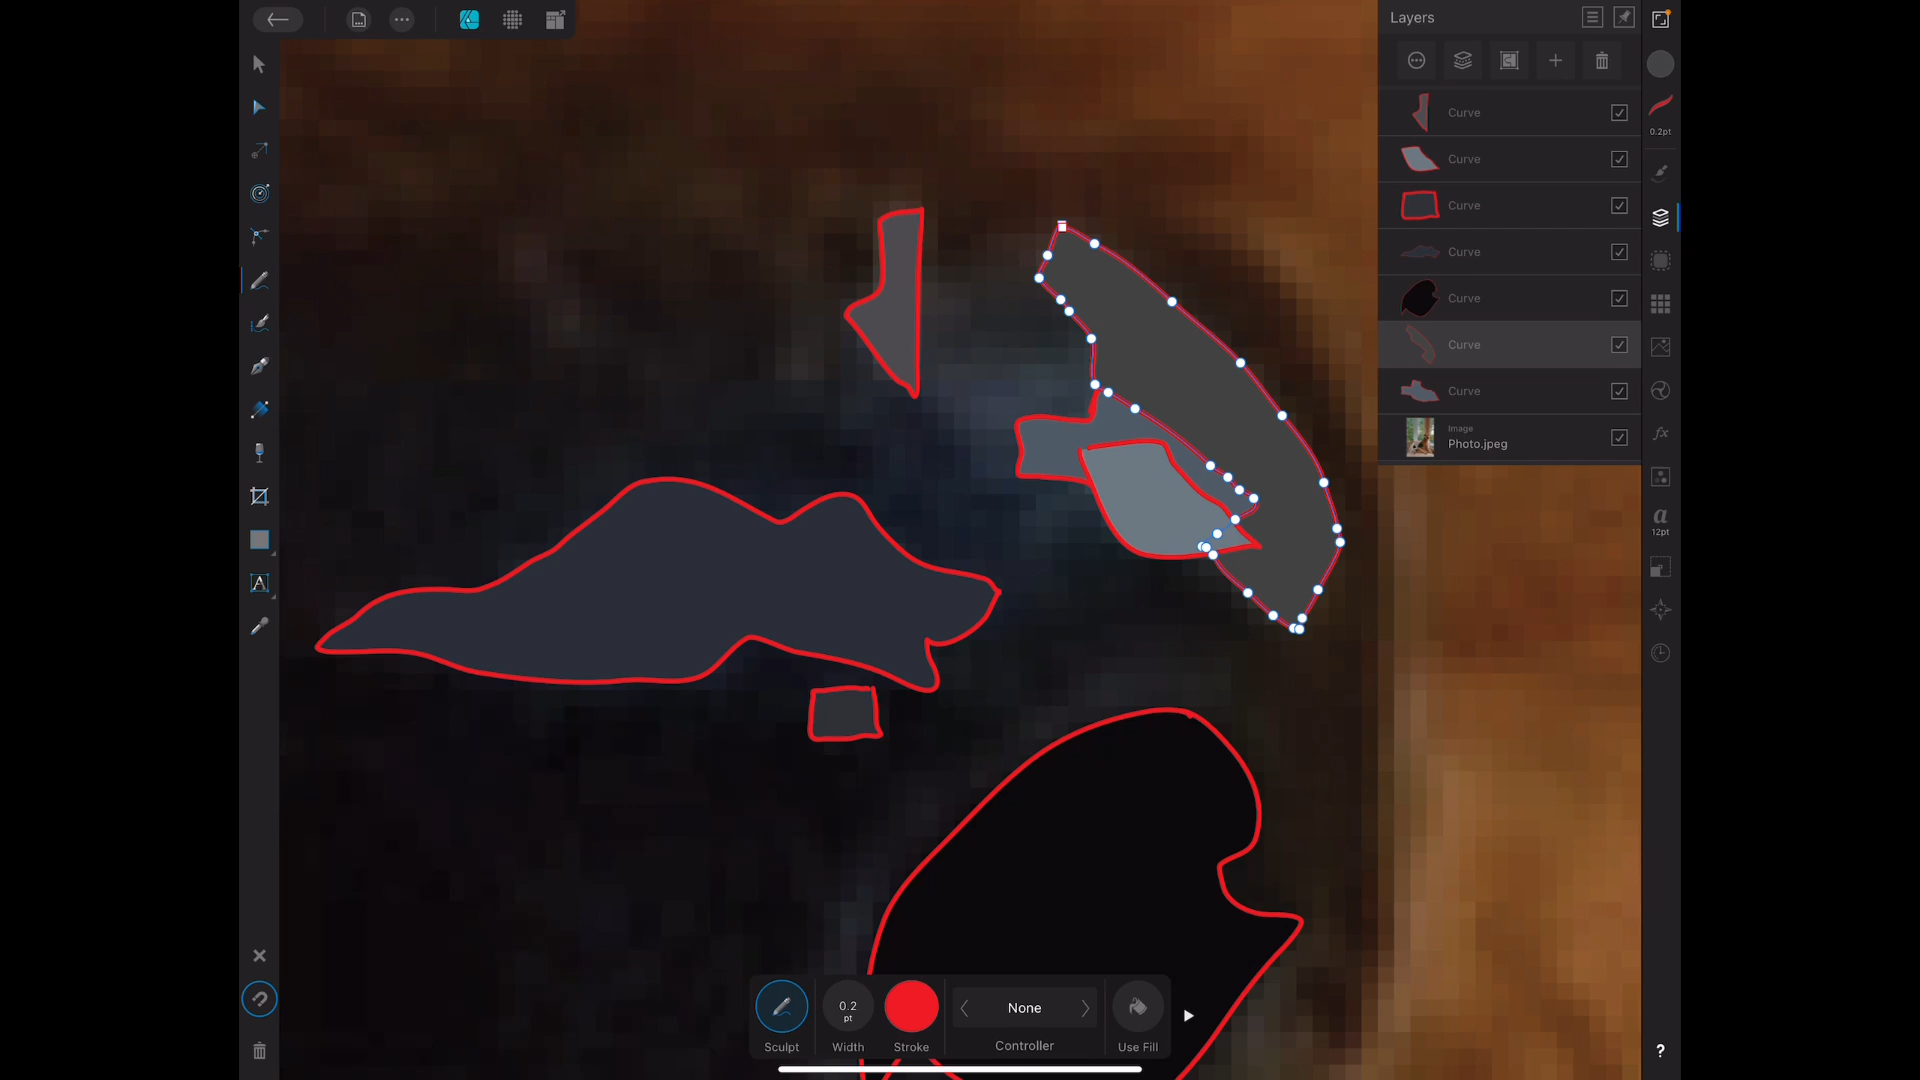 Layers
Curve
0.2pt
Curve
Curve
Curve
Curve
Curve
Curve
Image
Photo.jpeg
fx
a
12pt
A
0.2
pt
None
Sculpt
Width
Stroke
Controller
Use Fill
?